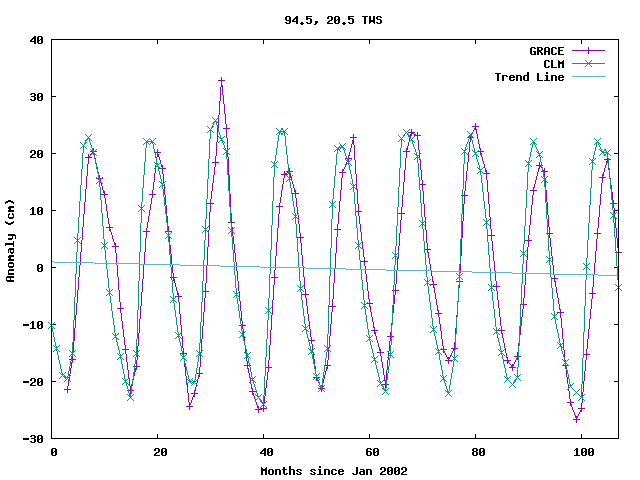 94.5, 20.5 TWS
GRACE
CLM
Trend Line
40
30
20
10
0
-10
-20
-30
Anomaly (cm)
0 20 40 60 80 100
Months since Jan 2002